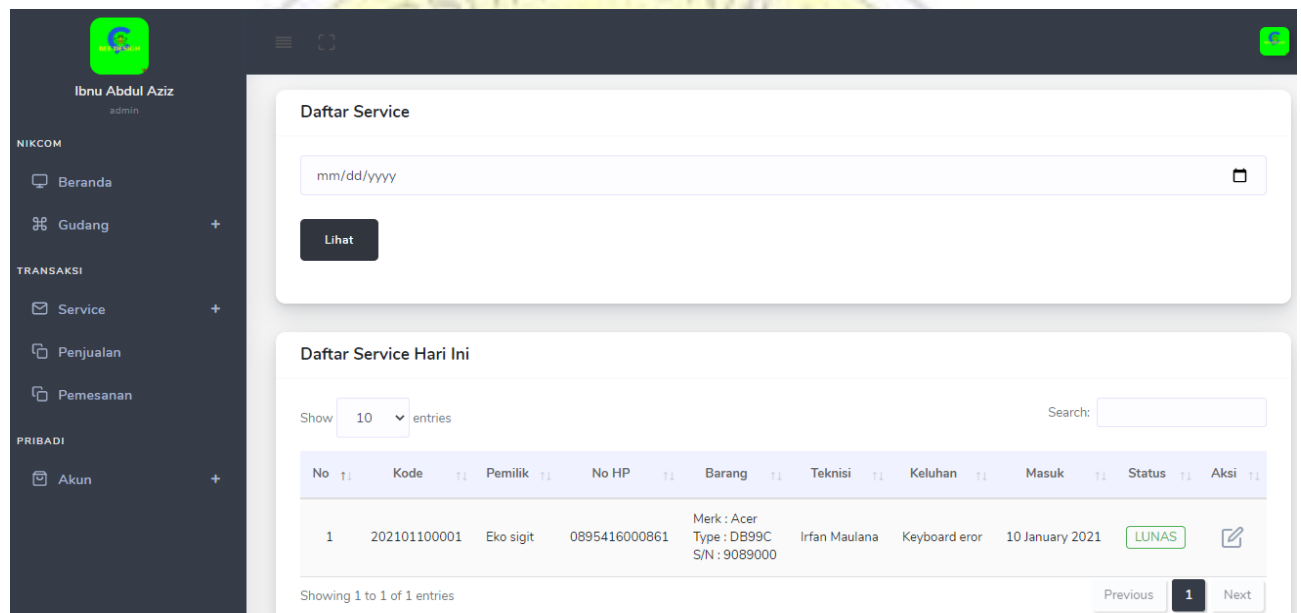 Ibnu Abdul Aziz
admin
NIKCOM
Beranda
Gudang +
TRANSAKSI
Service +
Penjualan
Pemesanan
PRIBADI
Akun +
Daftar Service
mm/dd/yyyy
Lihat
Daftar Service Hari Ini
Show 10 entries
Search:
No Kode Pemilik No HP Barang Teknisi Keluhan Masuk Status Aksi
1 202101100001 Eko sigit 0895416000861 Merk : Acer Irfan Maulana Keyboard eror 10 January 2021 LUNAS
Type : DB99C
S/N : 9089000
Showing 1 to 1 of 1 entries
Previous 1 Next